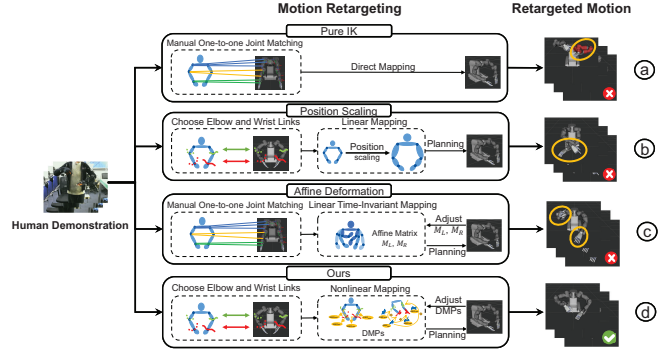 Motion Retargeting
Retargeted Motion
Pure IK
Manual One-to-one Joint Matching
Direct Mapping
a
Position Scaling
Choose Elbow and Wrist Links
Linear Mapping
Position
scaling
Planning
b
Human Demonstration
Affine Deformation
Manual One-to-one Joint Matching
Linear Time-Invariant Mapping
Affine Matrix
M_L, M_R
Adjust
M_L, M_R
Planning
c
Ours
Choose Elbow and Wrist Links
Nonlinear Mapping
DMPs
Adjust
DMPs
Planning
d